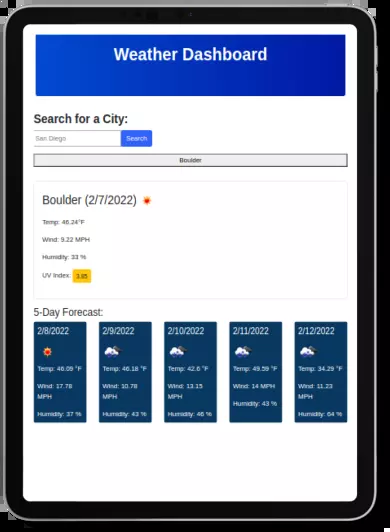 Weather Dashboard
Search for a City:
San Diego Search
Boulder
Boulder (2/7/2022)
Temp: 46.24°F
Wind: 9.22 MPH
Humidity: 33 %
UV Index: 3.85
5-Day Forecast:
2/8/2022
Temp: 46.09 °F
Wind: 17.78
MPH
Humidity: 37 %
2/9/2022
Temp: 46.18 °F
Wind: 10.78
MPH
Humidity: 43 %
2/10/2022
Temp: 42.6 °F
Wind: 13.15
MPH
Humidity: 46 %
2/11/2022
Temp: 49.59 °F
Wind: 14 MPH
Humidity: 43 %
2/12/2022
Temp: 34.29 °F
Wind: 11.23
MPH
Humidity: 64 %